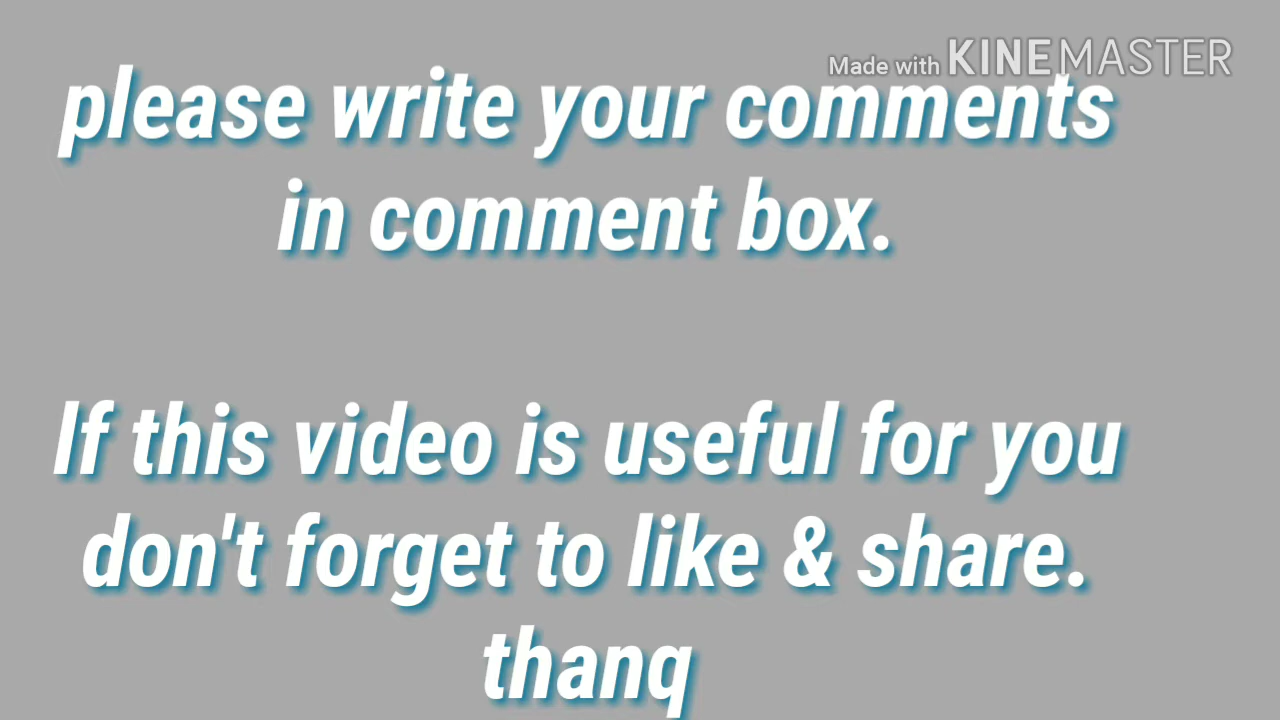 Made with KINEMASTER
please write your comments
in comment box.
If this video is useful for you
don't forget to like & share.
thanq